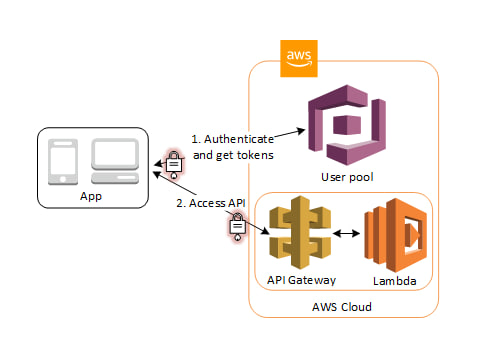 aws
1. Authenticate
and get tokens
User pool
App
2. Access API
API Gateway
Lambda
AWS Cloud